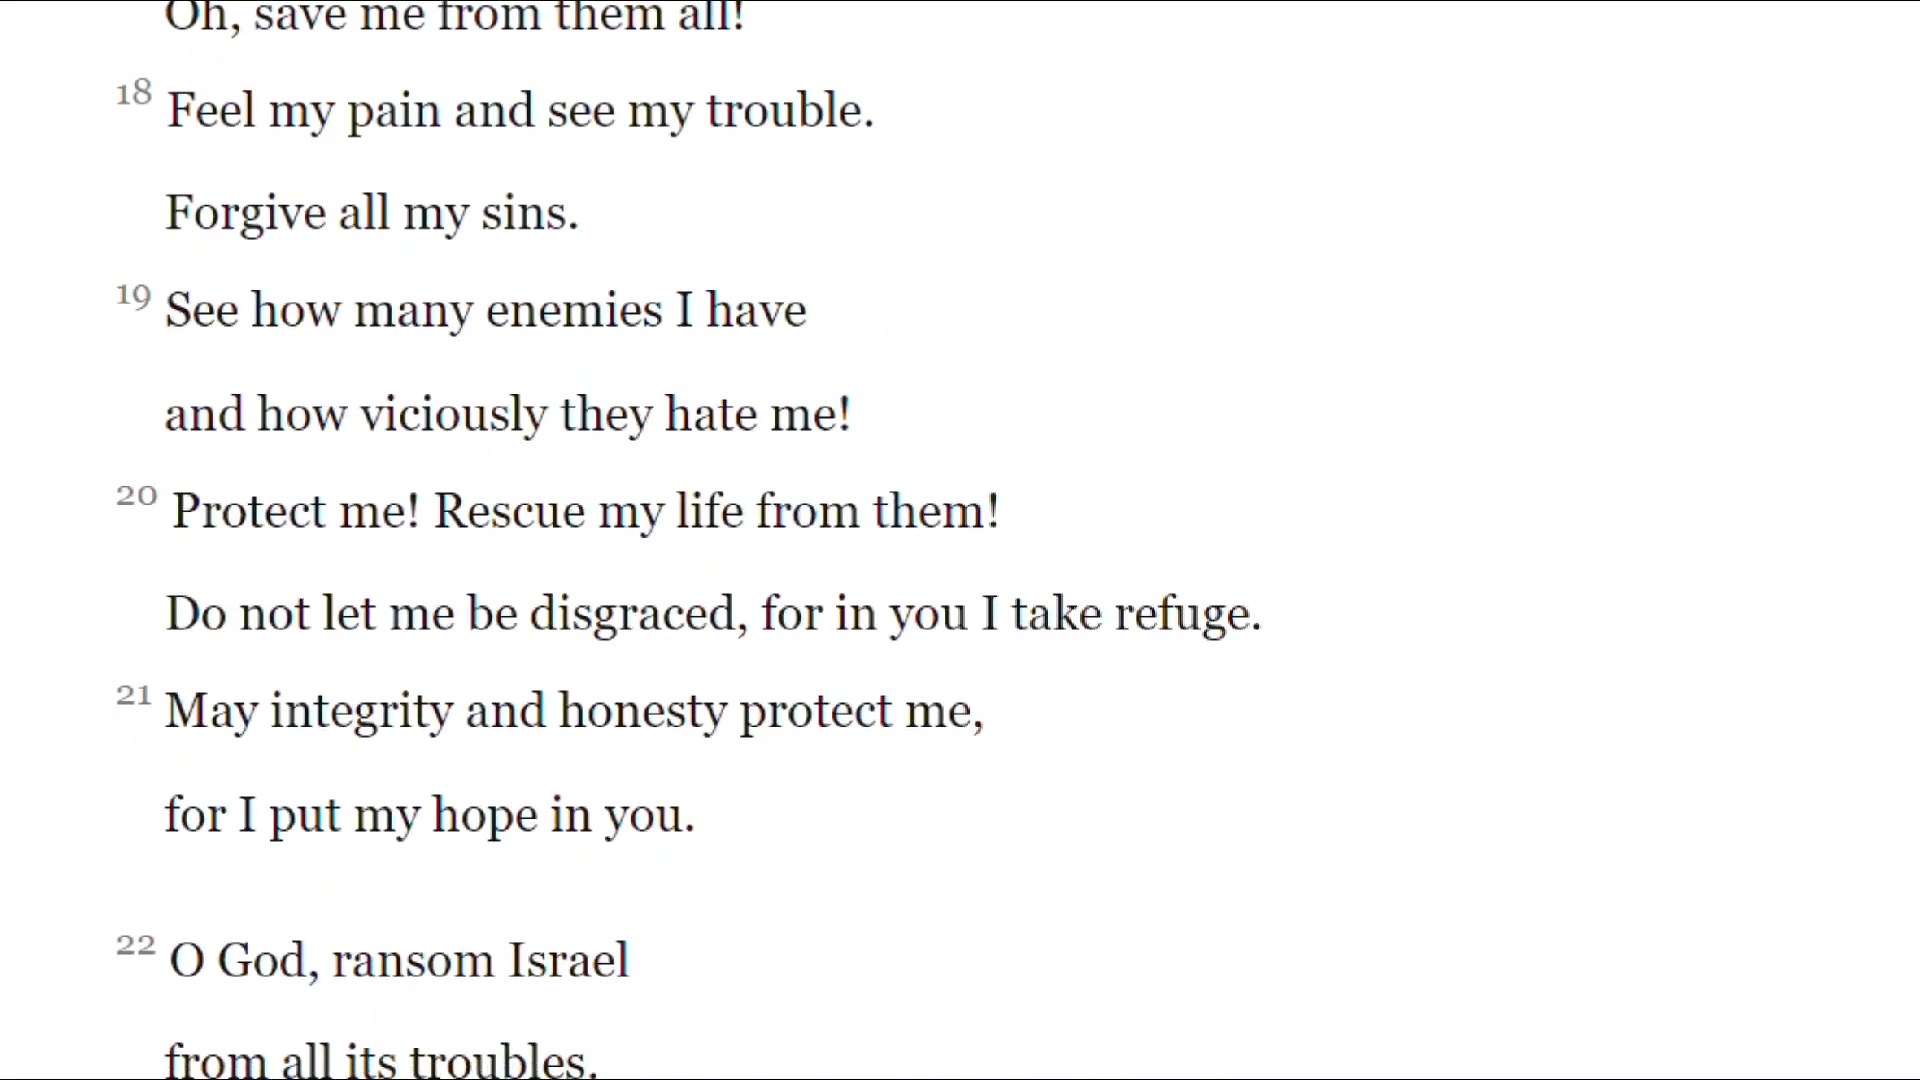 Oh, save me from them all!
18 Feel my pain and see my trouble.
Forgive all my sins.
19 See how many enemies I have
and how viciously they hate me!
20 Protect me! Rescue my life from them!
Do not let me be disgraced, for in you I take refuge.
21 May integrity and honesty protect me,
for I put my hope in you.
22 O God, ransom Israel
from all its troubles.